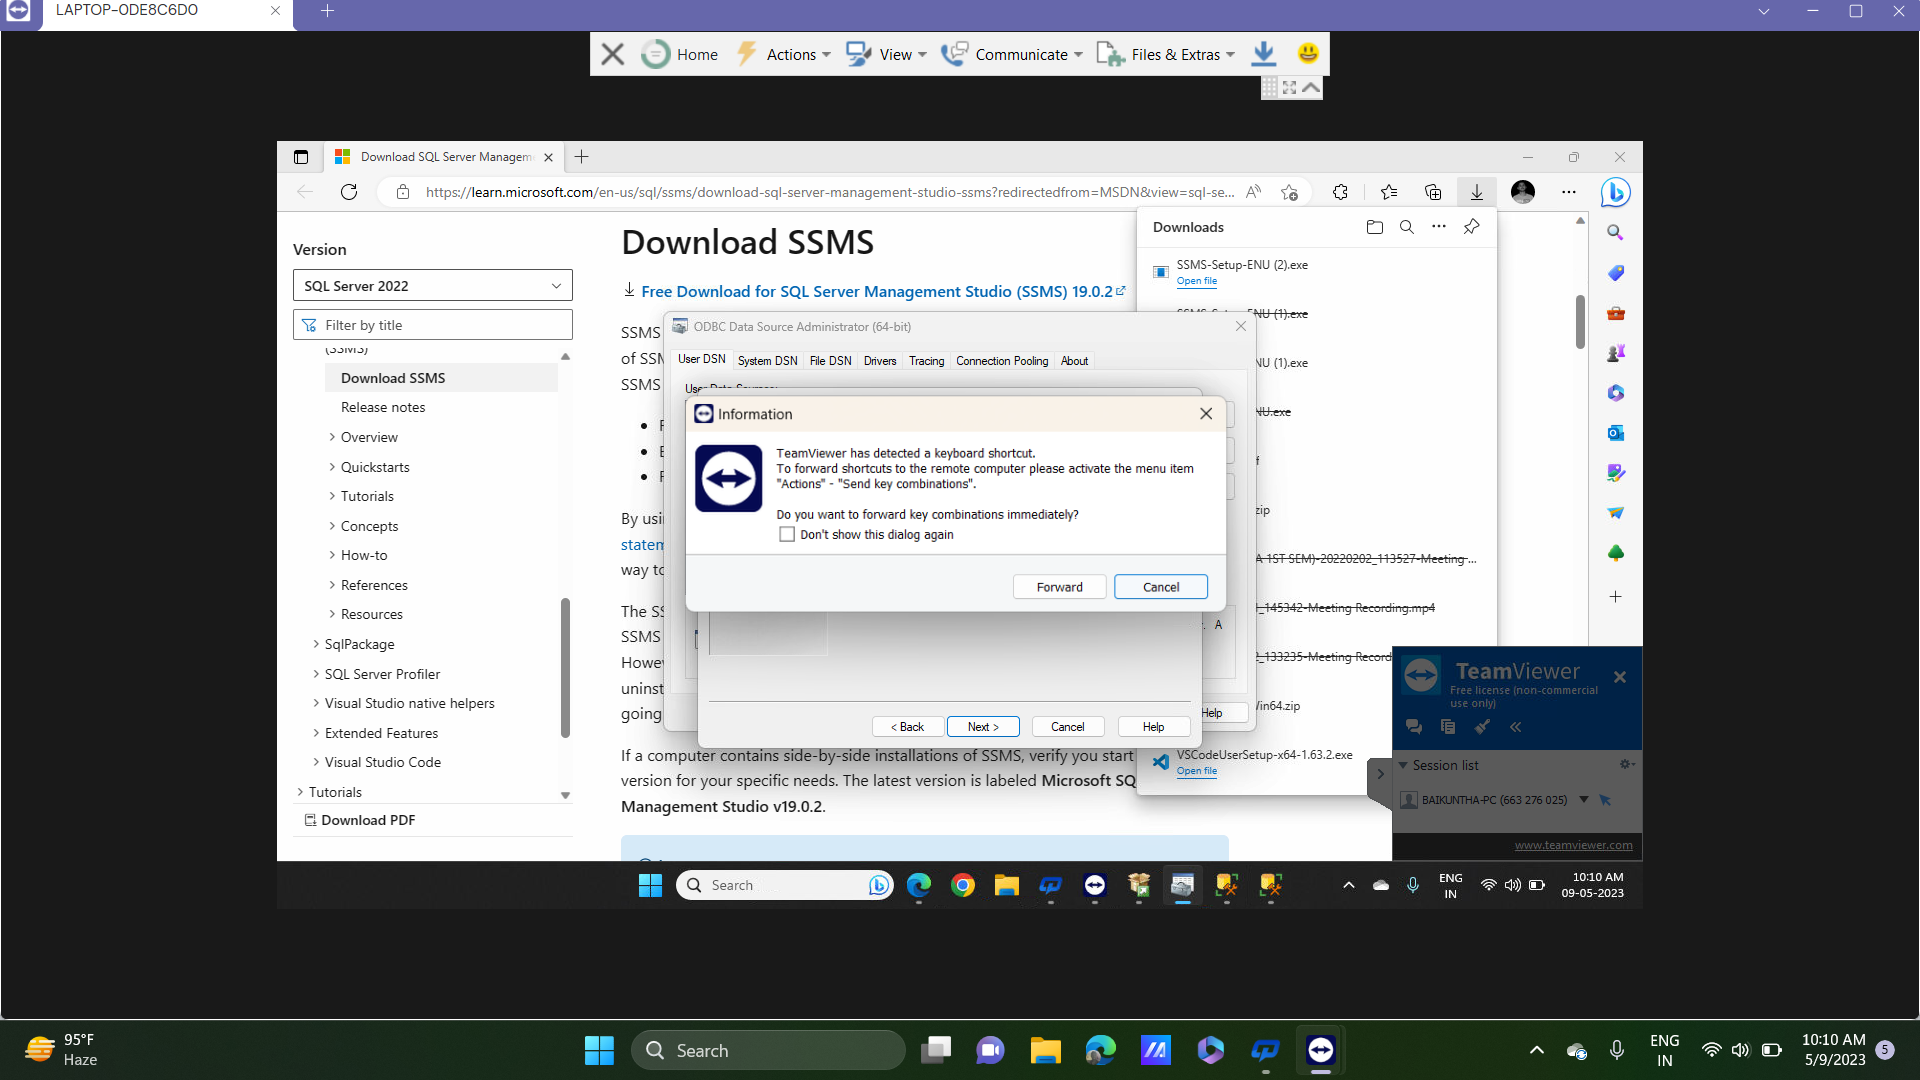 LAPTOP-0DE8C6D0
Home
Actions
View
Communicate
Files & Extras
Download SQL Server Managem
https://learn.microsoft.com/en-us/sql/ssms/download-sql-server-management-studio-ssms?redirectedfrom=MSDN&view=sql-se...
Version
SQL Server 2022
Filter by title
(SSMS)
Download SSMS
Release notes
Overview
Quickstarts
Tutorials
Concepts
How-to
References
Resources
SqlPackage
SQL Server Profiler
Visual Studio native helpers
Extended Features
Visual Studio Code
Tutorials
Download PDF
Download SSMS
Free Download for SQL Server Management Studio (SSMS) 19.0.2
SSMS
of SSM
SSMS
By usi
statem
way to
The SS
SSMS
Howe
uninst
going
If a computer contains side-by-side installations of SSMS, verify you start
version for your specific needs. The latest version is labeled Microsoft SQ
Management Studio v19.0.2.
Downloads
SSMS-Setup-ENU (2).exe
Open file
SSMS-Setup-ENU (1).exe
NU (1).exe
NU.exe
f
zip
A 1ST SEM)-20220202_113527-Meeting ...
_145342-Meeting Recording.mp4
2_133235-Meeting Record
Win64.zip
VSCodeUserSetup-x64-1.63.2.exe
Open file
ODBC Data Source Administrator (64-bit)
User DSN
System DSN
File DSN
Drivers
Tracing
Connection Pooling
About
User Data Sources:
Information
TeamViewer has detected a keyboard shortcut.
To forward shortcuts to the remote computer please activate the menu item
"Actions" - "Send key combinations".
Do you want to forward key combinations immediately?
Don't show this dialog again
Forward
Cancel
A
Help
< Back
Next >
Cancel
Help
TeamViewer
Free license (non-commercial
use only)
Session list
BAIKUNTHA-PC (663 276 025)
www.teamviewer.com
Search
ENG
IN
10:10 AM
09-05-2023
95°F
Haze
Search
ENG
IN
10:10 AM
5/9/2023
5